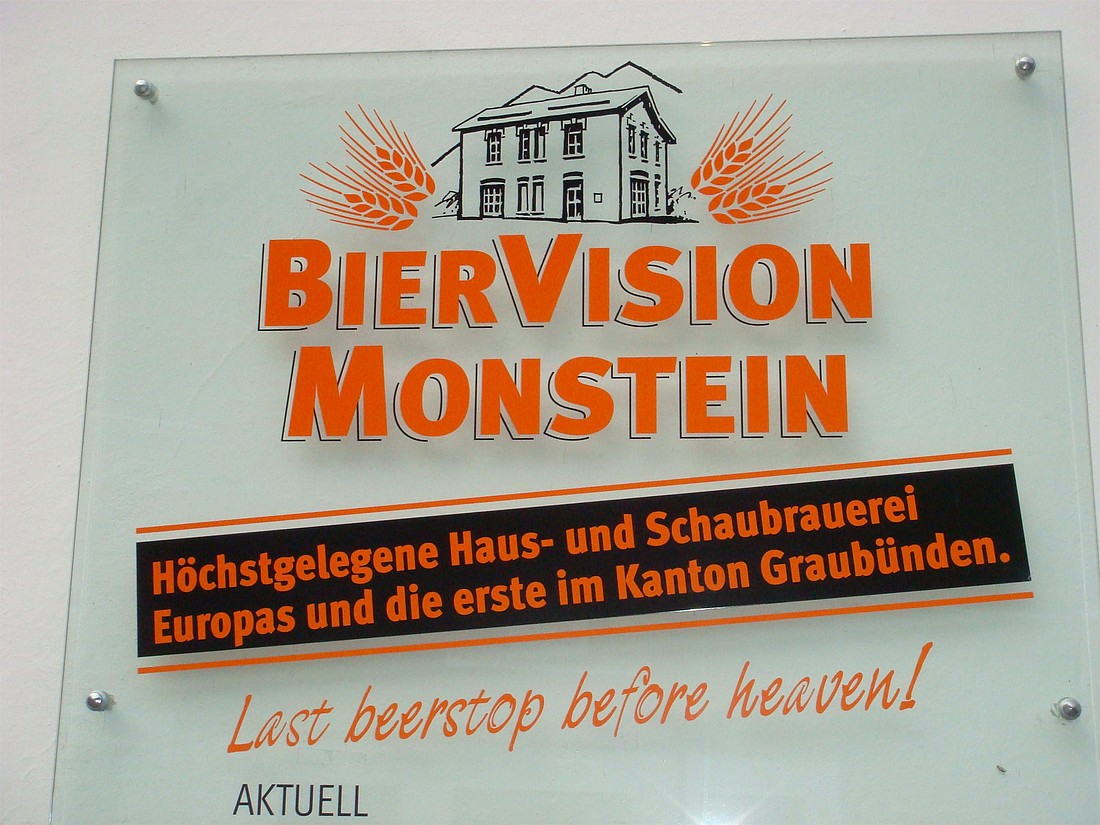 BIERVISION
MONSTEIN
Höchstgelegene Haus- und Schaubrauerei
Europas und die erste im Kanton Graubünden.
Last beerstop before heaven!
AKTUELL